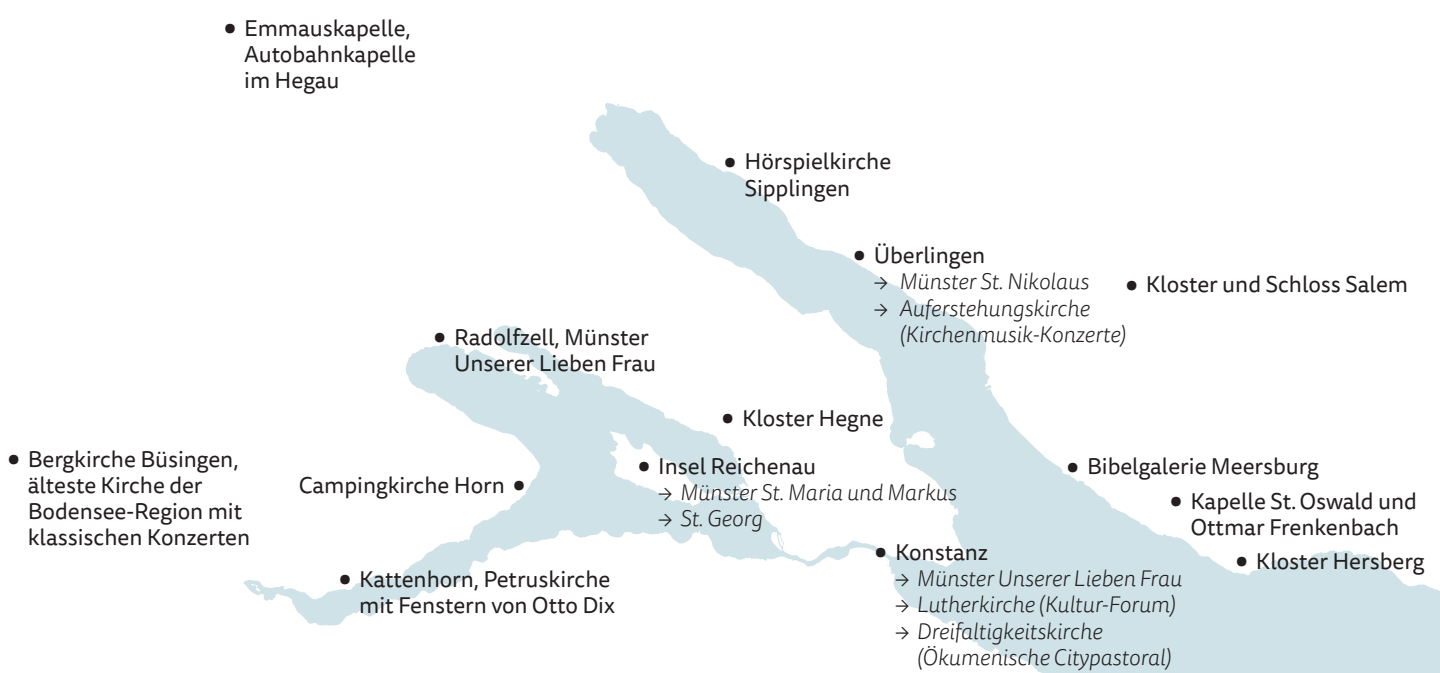 • Emmauskapelle,
Autobahnkapelle
im Hegau
• Hörspielkirche
Sipplingen
• Überlingen
→ Münster St. Nikolaus
→ Auferstehungskirche
(Kirchenmusik-Konzerte)
• Kloster und Schloss Salem
• Radolfzell, Münster
Unserer Lieben Frau
• Kloster Hegne
• Bergkirche Büsingen,
älteste Kirche der
Bodensee-Region mit
klassischen Konzerten
Campingkirche Horn •
• Insel Reichenau
→ Münster St. Maria und Markus
→ St. Georg
• Bibelgalerie Meersburg
• Kapelle St. Oswald und
Ottmar Frenkenbach
• Kloster Hersberg
• Kattenhorn, Petruskirche
mit Fenstern von Otto Dix
• Konstanz
→ Münster Unserer Lieben Frau
→ Lutherkirche (Kultur-Forum)
→ Dreifaltigkeitskirche
(Ökumenische Citypastoral)